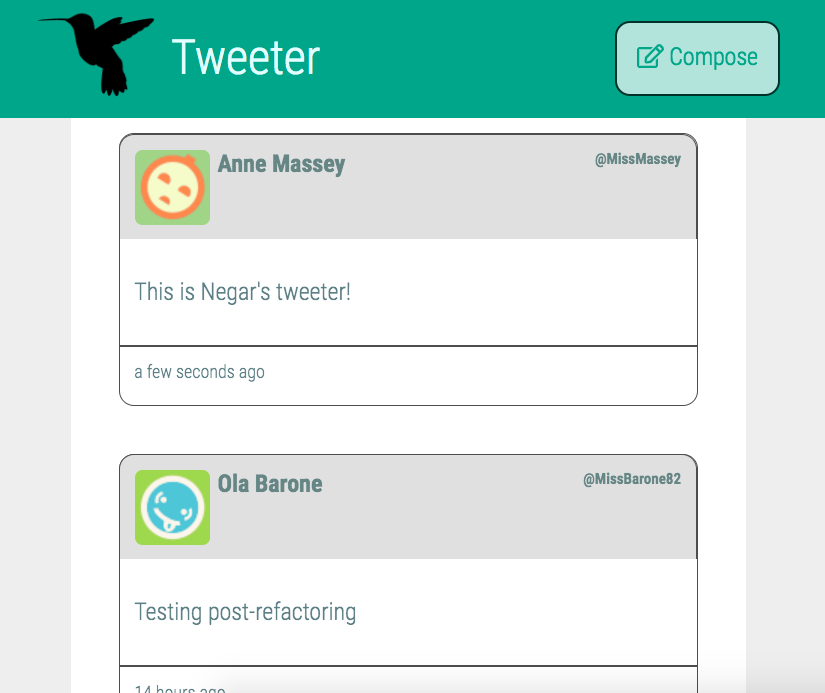 Tweeter
Compose
Anne Massey
@MissMassey
This is Negar's tweeter!
a few seconds ago
Ola Barone
@MissBarone82
Testing post-refactoring
14 hours ago